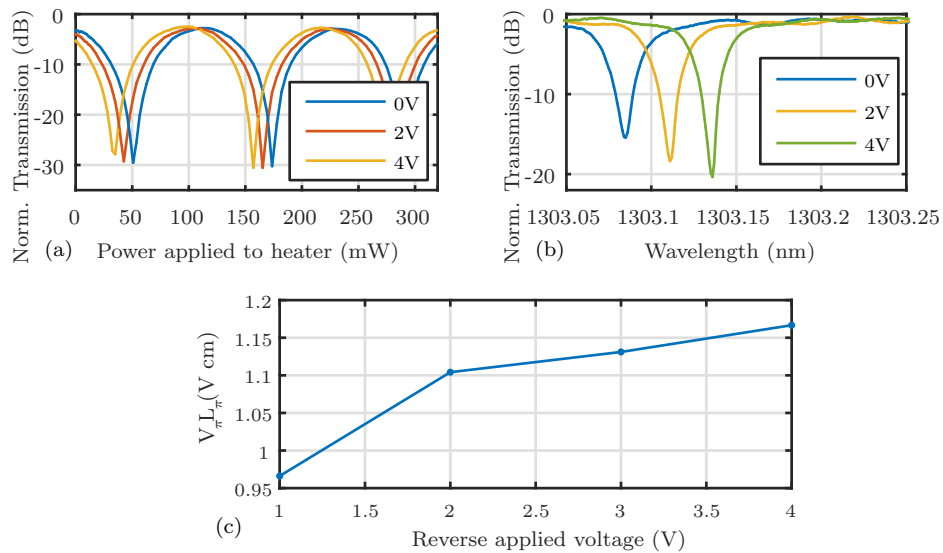 Norm. Transmission (dB)
0
-10
-20
-30
0V
2V
4V
0 50 100 150 200 250 300
(a) Power applied to heater (mW)
Norm. Transmission (dB)
0
-10
-20
0V
2V
4V
1303.05 1303.1 1303.15 1303.2 1303.25
(b) Wavelength (nm)
VπLπ(V cm)
1.2
1.15
1.1
1.05
1
0.95
1 1.5 2 2.5 3 3.5 4
(c) Reverse applied voltage (V)